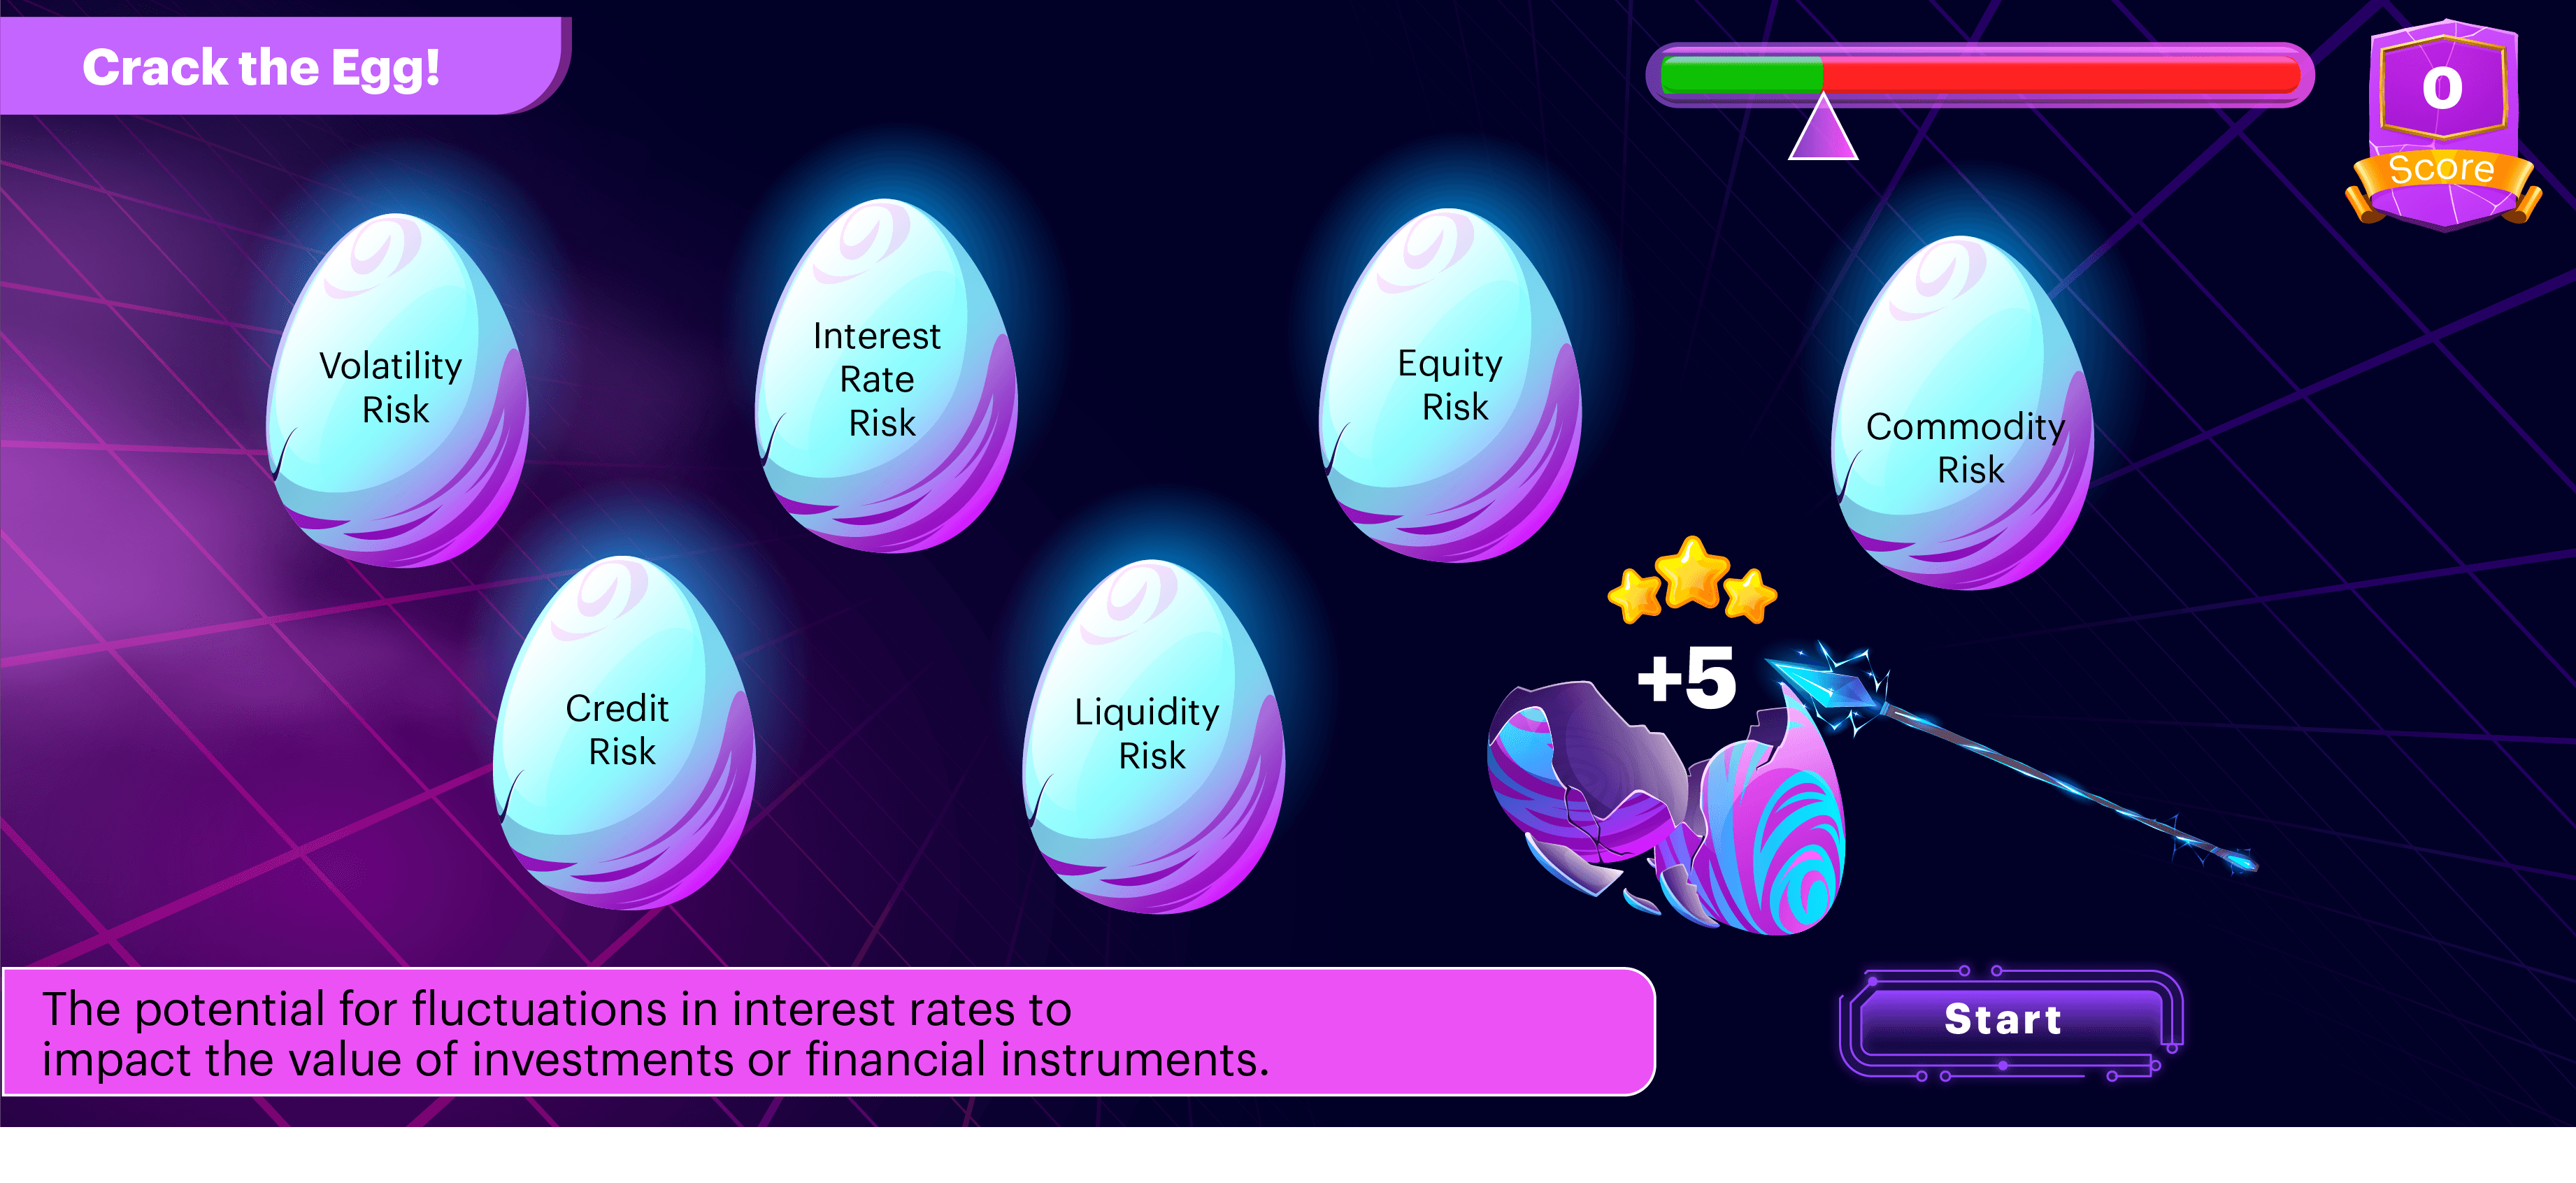 Crack the Egg!
0
Score
Volatility
Risk
Interest
Rate
Risk
Equity
Risk
Commodity
Risk
Credit
Risk
Liquidity
Risk
+5
The potential for fluctuations in interest rates to
impact the value of investments or financial instruments.
Start